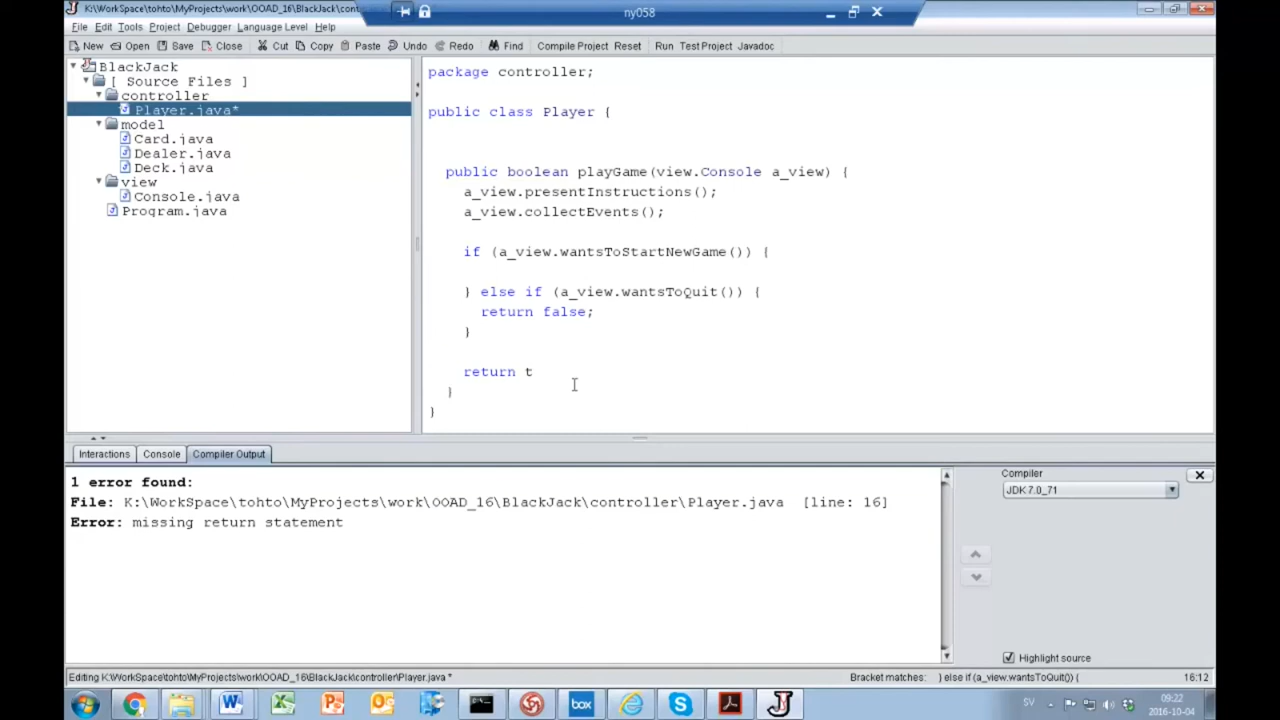 K:\WorkSpace\tohto\MyProjects\work\OOAD_16\BlackJack\cont
ny058
File Edit Tools Project Debugger Language Level Help
New Open Save Close Cut Copy Paste Undo Redo Find Compile Project Reset Run Test Project Javadoc
BlackJack
[ Source Files ]
controller
Player.java*
model
Card.java
Dealer.java
Deck.java
view
Console.java
Program.java
package controller;
public class Player {
public boolean playGame(view.Console a_view) {
a_view.presentInstructions();
a_view.collectEvents();
if (a_view.wantsToStartNewGame()) {
} else if (a_view.wantsToQuit()) {
return false;
}
return t
}
}
Interactions Console Compiler Output
1 error found:
File: K:\WorkSpace\tohto\MyProjects\work\OOAD_16\BlackJack\controller\Player.java [line: 16]
Error: missing return statement
Compiler
JDK 7.0_71
Highlight source
Editing K:\WorkSpace\tohto\MyProjects\work\OOAD_16\BlackJack\controller\Player.java *
Bracket matches: } else if (a_view.wantsToQuit()) {
16:12
box
SV
09:22
2016-10-04